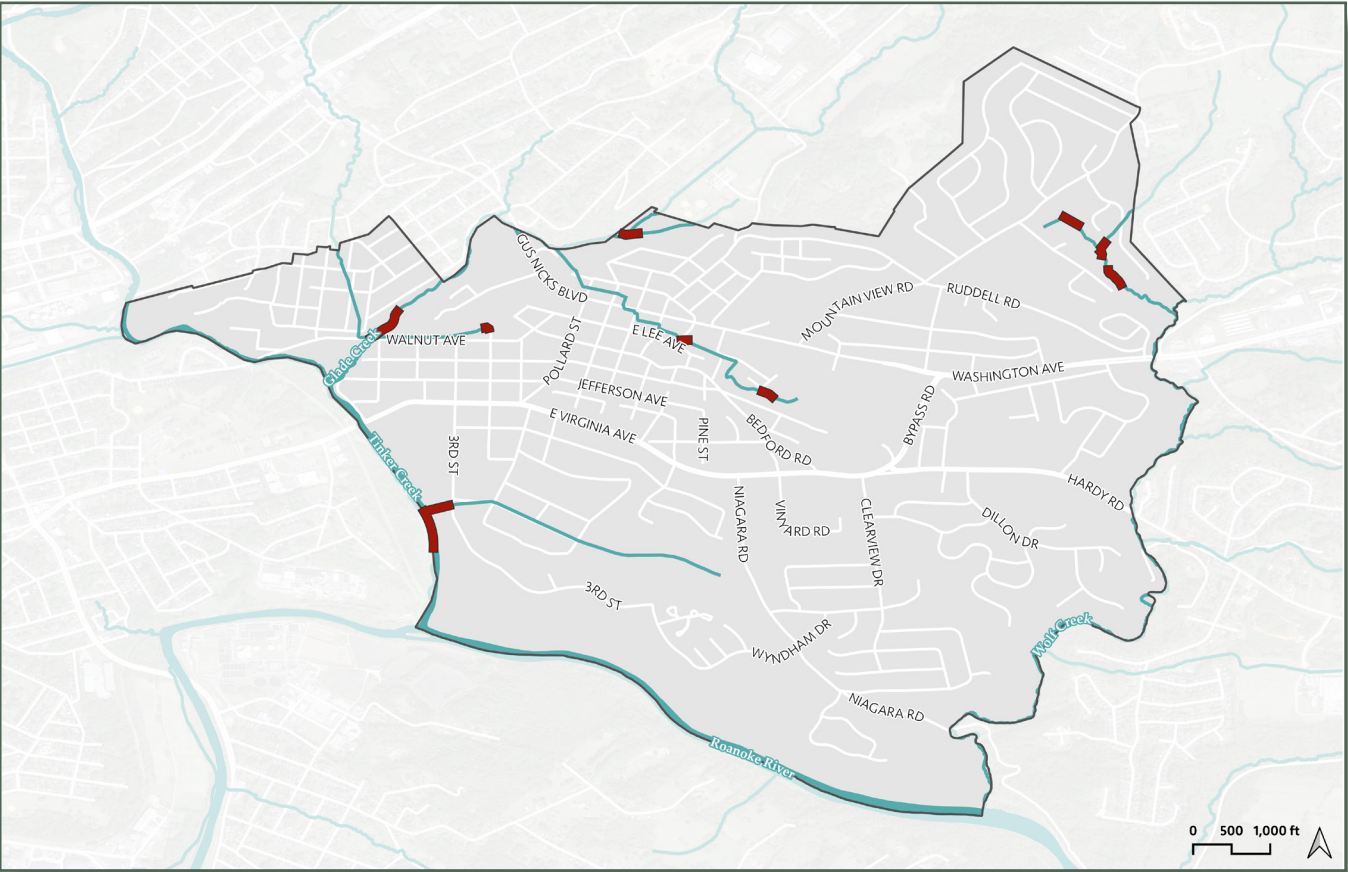 GUS NICKS BLVD
MOUNTAIN VIEW RD
RUDDELL RD
E LEE AVE
WALNUT AVE
Glade Creek
POLLARD ST
WASHINGTON AVE
JEFFERSON AVE
BYPASS RD
E VIRGINIA AVE
PINE ST
BEDFORD RD
3RD ST
Tinker Creek
HARDY RD
NIAGARA RD
VINYARD RD
CLEARVIEW DR
DILLON DR
3RD ST
WYNDHAM DR
Wolf Creek
NIAGARA RD
Roanoke River
0 500 1,000 ft